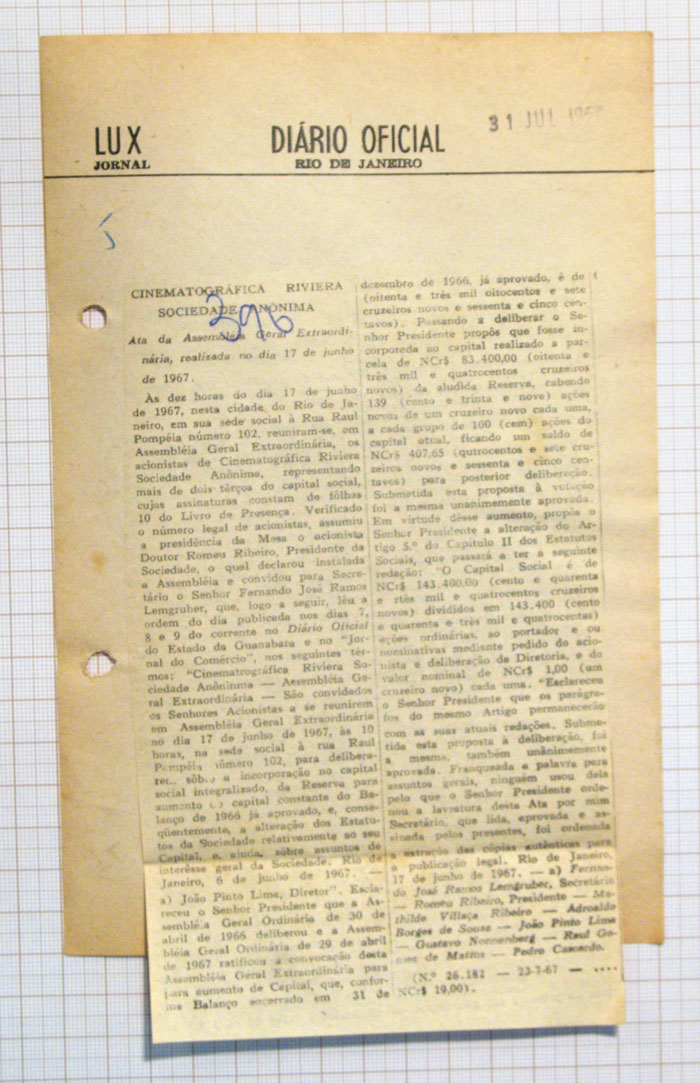 LUX
JORNAL
DIÁRIO OFICIAL
RIO DE JANEIRO
31 JUL 1967
5
CINEMATOGRÁFICA RIVIERA
SOCIEDADE ANÔNIMA
396
Ata da Assembléia Geral Extraordi-
nária, realizada no dia 17 de junho
de 1967.
Às dez horas do dia 17 de junho
de 1967, nesta cidade do Rio de Ja-
neiro, em sua sede social à Rua Raul
Pompéia número 102, reuniram-se, em
Assembléia Geral Extraordinária, os
acionistas de Cinematográfica Riviera
Sociedade Anônima, representando
mais de dois têrços do capital social,
cujas assinaturas constam de fôlhas
10 do Livro de Presença. Verificado
o número legal de acionistas, assumiu
a presidência da Mesa o acionista
Doutor Romeu Ribeiro, Presidente da
Sociedade, o qual declarou instalada
a Assembléia e convidou para Secre-
tário o Senhor Fernando José Ramos
Lemgruber, que, logo a seguir, lêu a
ordem do dia publicada nos dias 7,
8 e 9 do corrente no Diário Oficial
do Estado da Guanabara e no "Jor-
nal do Comércio", nos seguintes têr-
mos: "Cinematográfica Riviera So-
ciedade Anônima — Assembléia Ge-
ral Extraordinária — São convidados
os Senhores Acionistas a se reunirem
em Assembléia Geral Extraordinária
no dia 17 de junho de 1967, às 10
horas, na sede social à rua Raul
Pompéia número 102, para delibera-
rem sôbre a incorporação no capital
social integralizado, da Reserva para
aumento do capital constante do Ba-
lanço de 1966 já aprovado, e, conse-
qüentemente, a alteração dos Estatu-
tos da Sociedade relativamente ao seu
Capital, e, ainda, sôbre assuntos de
interêsse geral da Sociedade. Rio de
Janeiro, 6 de junho de 1967. —
a) João Pinto Lima, Diretor". Escla-
receu o Senhor Presidente que a As-
sembléia Geral Ordinária de 30 de
abril de 1966 deliberou e a Assem-
bléia Geral Ordinária de 29 de abril
de 1967 ratificou a convocação desta
Assembléia Geral Extraordinária para
para aumento de Capital, que, confor-
me Balanço encerrado em 31 de
dezembro de 1966, já aprovado, é de
(oitenta e três mil oitocentos e sete
cruzeiros novos e sessenta e cinco cen-
tavos). Passando a deliberar o Se-
nhor Presidente propôs que fosse in-
corporada ao capital realizado a par-
cela de NCr$ 83.400,00 (oitenta e
três mil e quatrocentos cruzeiros
novos) da aludida Reserva, cabendo
139 (cento e trinta e nove) ações
novas de um cruzeiro novo cada uma,
a cada grupo de 100 (cem) ações do
capital atual, ficando um saldo de
NCr$ 407,65 (qutrocentos e sete cru-
zeiros novos e sessenta e cinco cen-
tavos) para posterior deliberação.
Submetida esta proposta à votação
foi a mesma unânimemente aprovada.
Em virtude dêsse aumento, propôs o
Senhor Presidente a alteração do Ar-
tigo 5.º do Capítulo II dos Estatutos
Sociais, que passará a ter a seguinte
redação: "O Capital Social é de
NCr$ 143.400,00 (cento e quarenta
e rtês mil e quatrocentos cruzeiros
novos) divididos em 143.400 (cento
e quarenta e três mil e quatrocentas)
ações ordinárias, ao portador e ou
nominativas mediante pedido do acio-
nista e deliberação da Diretoria, e do
valor nominal de NCr$ 1,00 (um
cruzeiro novo) cada uma. "Esclareceu
o Senhor Presidente que os parágra-
fos do mesmo Artigo permanecerão
com as suas atuais redações. Subme-
tida esta proposta à deliberação, foi
a mesma, também unânimemente
aprovada. Franqueada a palavra para
assuntos gerais, ninguém usou dela
pelo que o Senhor Presidente orde-
nou a lavratura desta Ata por mim
Secretário, que lida, aprovada e as-
sinada pelos presentes, foi ordenada
a extração das cópias autênticas para
a publicação legal. Rio de Janeiro,
17 de junho de 1967. — a) Fernan-
do José Ramos Lemgruber, Secretário
— Romeu Ribeiro, Presidente — Ma-
thilde Villaça Ribeiro — Adroaldo
Borges de Souza — João Pinto Lima
— Gustavo Nornenberg — Raul Go-
mes de Mattos — Pedro Cascardo.
(N.º 26.182 — 23-7-67 — ....
NCr$ 19,00).